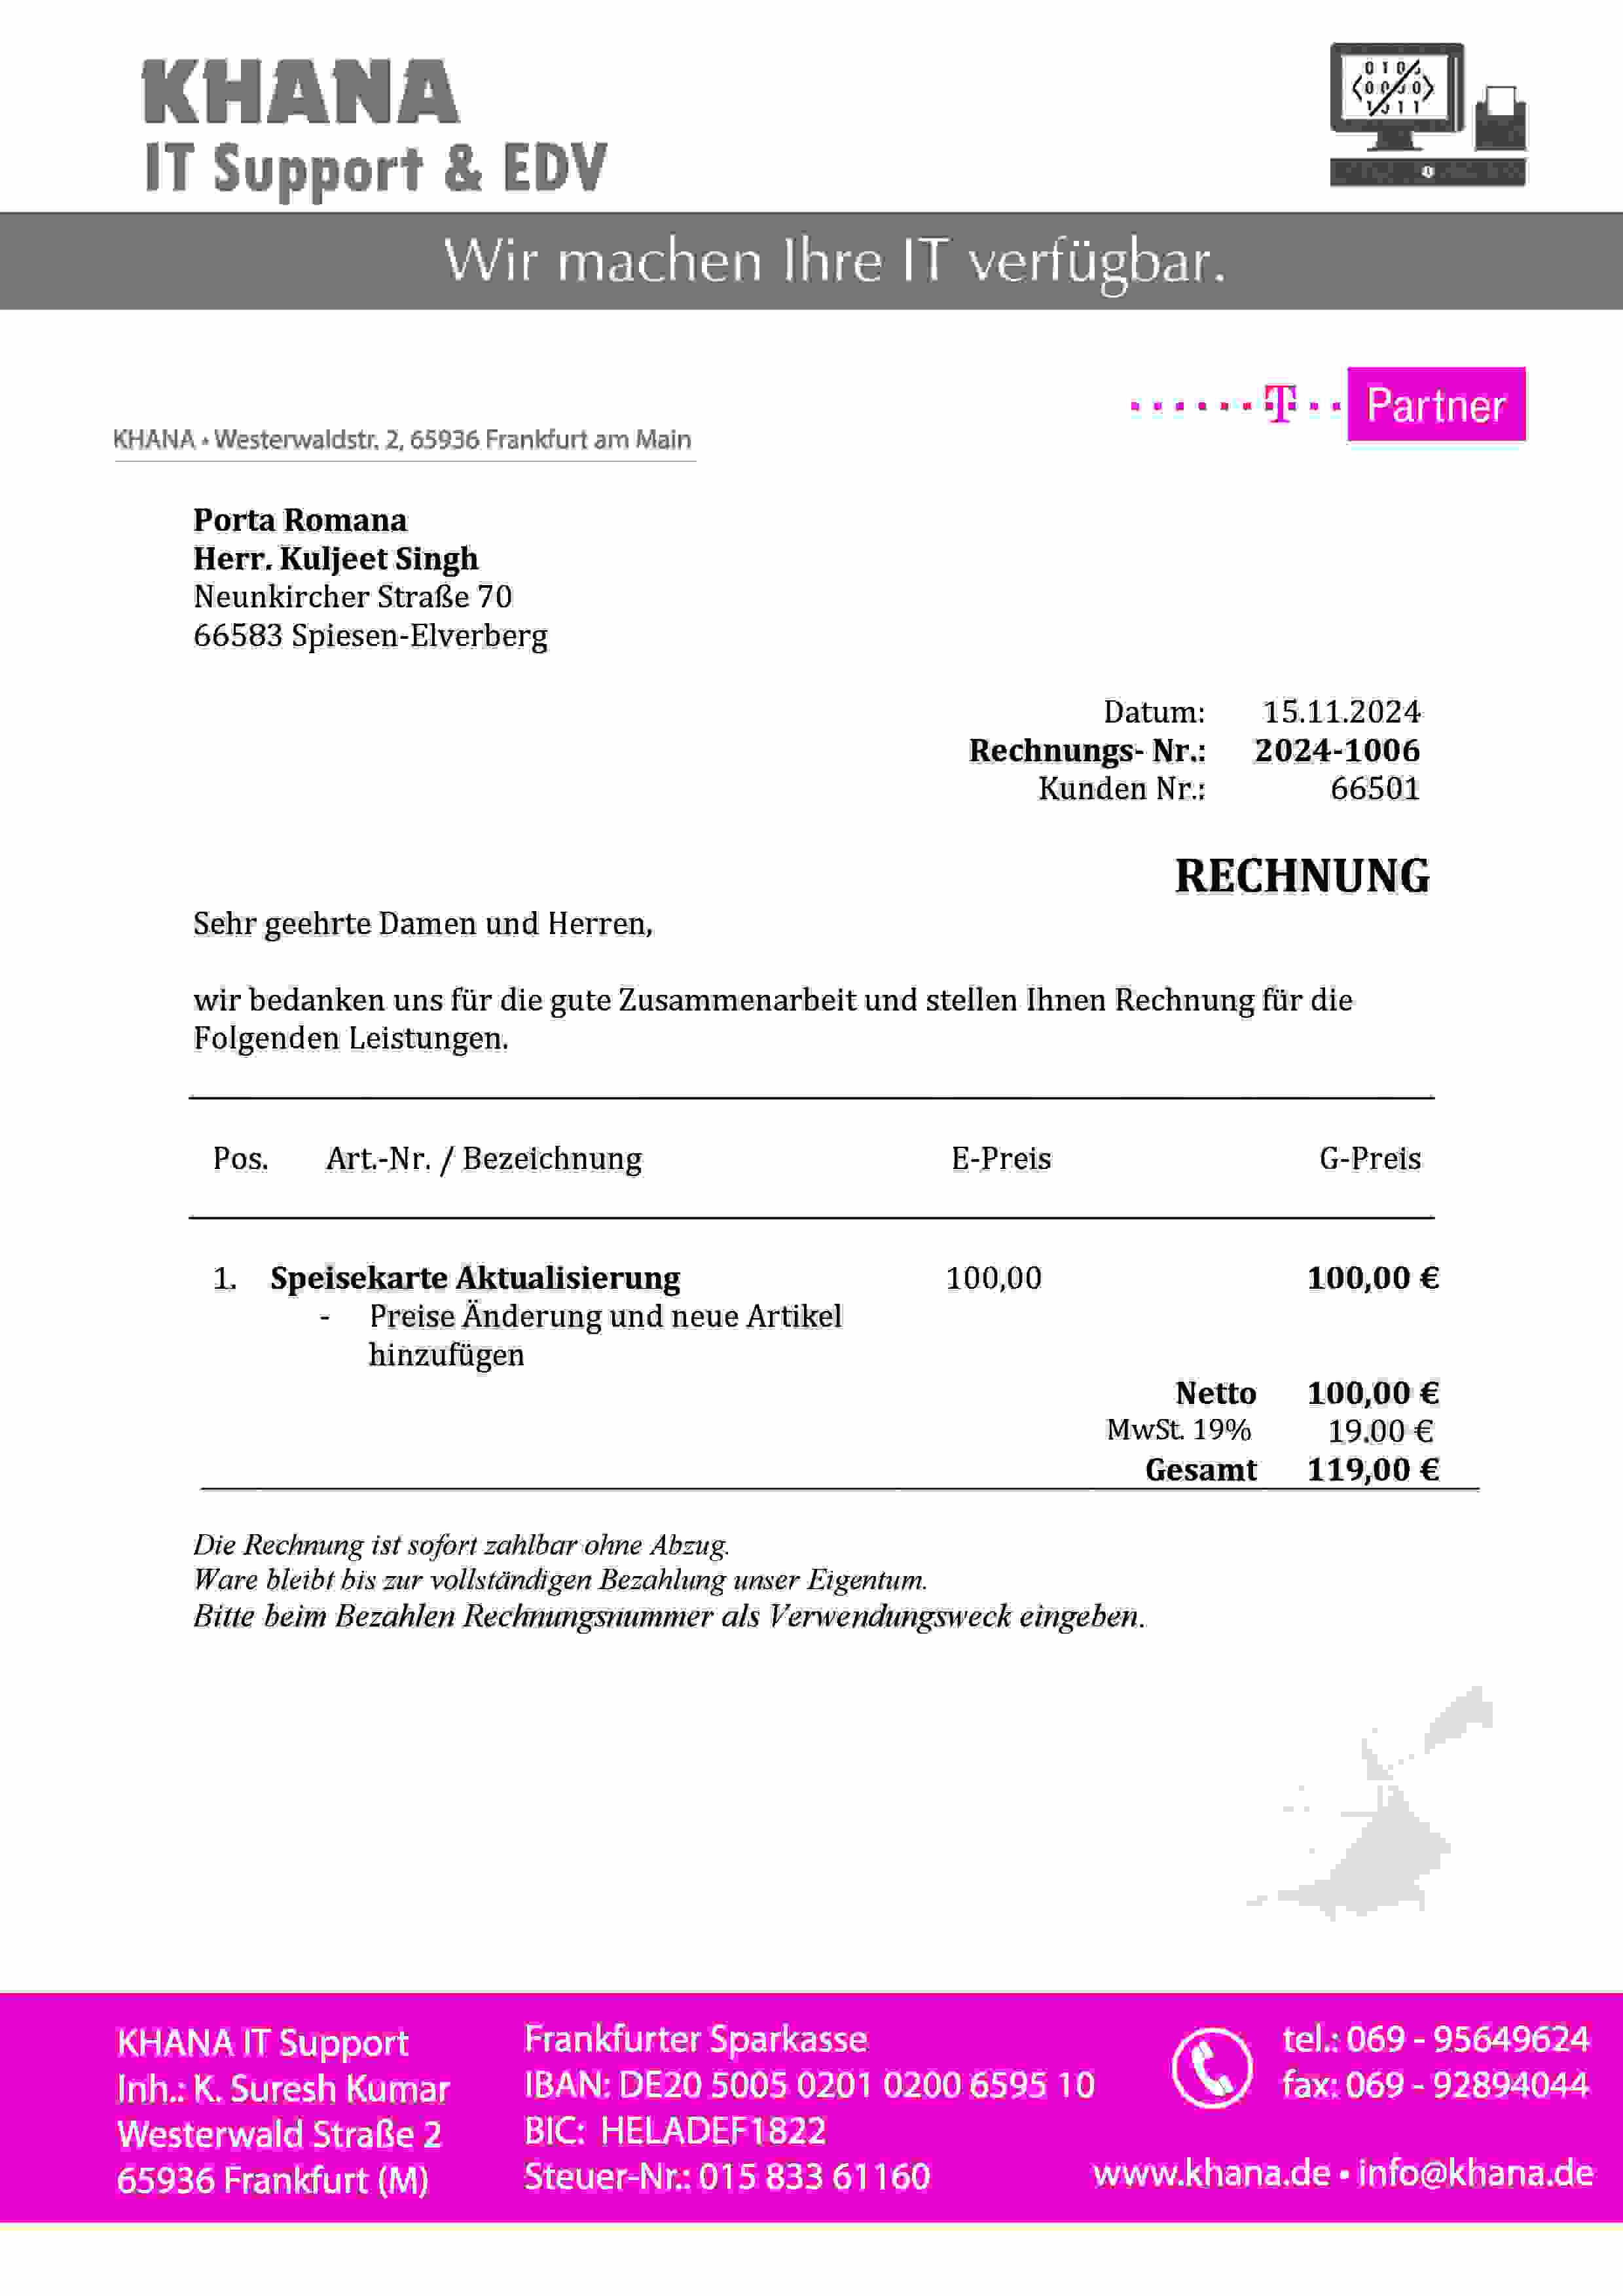 KHANA
IT Support & EDV
0 1 0
Wir machen Ihre IT verfügbar.
T Partner
KHANA • Westerwaldstr. 2, 65936 Frankfurt am Main
Porta Romana
Herr. Kuljeet Singh
Neunkircher Straße 70
66583 Spiesen-Elverberg
Datum: 15.11.2024
Rechnungs- Nr.: 2024-1006
Kunden Nr.: 66501
RECHNUNG
Sehr geehrte Damen und Herren,
wir bedanken uns für die gute Zusammenarbeit und stellen Ihnen Rechnung für die
Folgenden Leistungen.
Pos. Art.-Nr. / Bezeichnung E-Preis G-Preis
1. Speisekarte Aktualisierung 100,00 100,00 €
- Preise Änderung und neue Artikel
hinzufügen
Netto 100,00 €
MwSt. 19% 19.00 €
Gesamt 119,00 €
Die Rechnung ist sofort zahlbar ohne Abzug.
Ware bleibt bis zur vollständigen Bezahlung unser Eigentum.
Bitte beim Bezahlen Rechnungsnummer als Verwendungsweck eingeben.
KHANA IT Support
Inh.: K. Suresh Kumar
Westerwald Straße 2
65936 Frankfurt (M)
Frankfurter Sparkasse
IBAN: DE20 5005 0201 0200 6595 10
BIC: HELADEF1822
Steuer-Nr.: 015 833 61160
tel.: 069 - 95649624
fax: 069 - 92894044
www.khana.de • info@khana.de